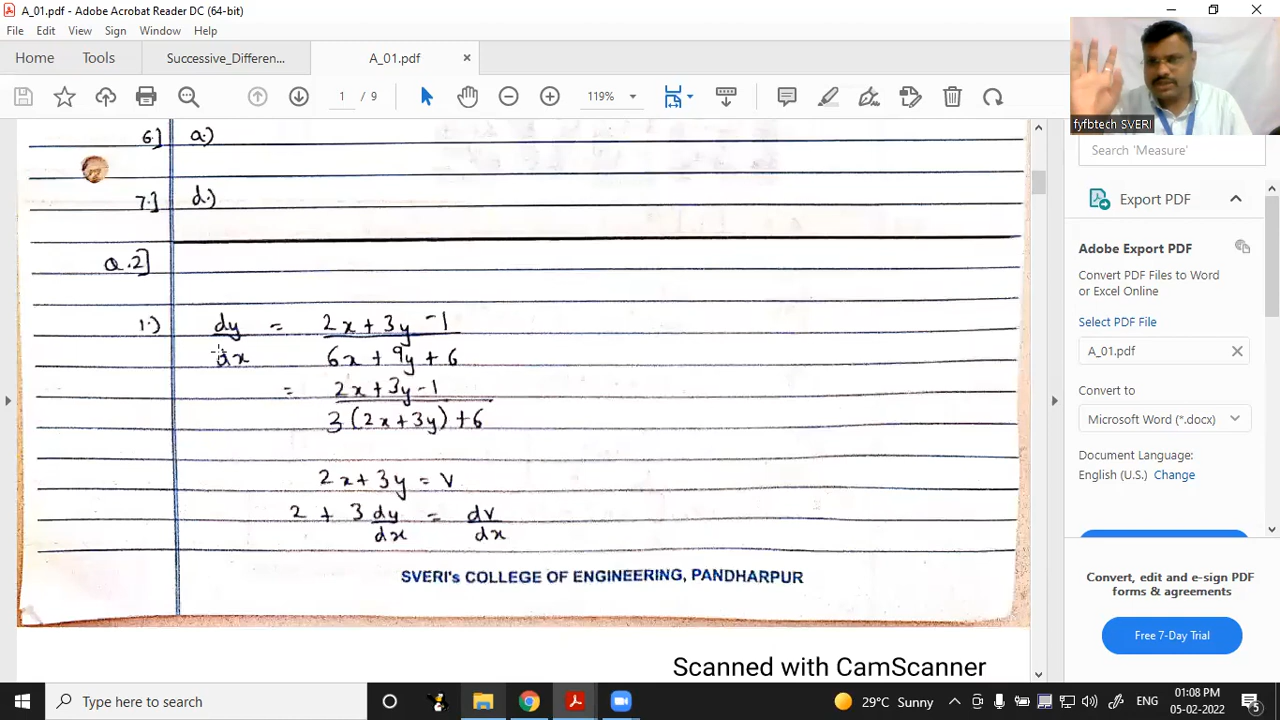 A_01.pdf - Adobe Acrobat Reader DC (64-bit)
File Edit View Sign Window Help
Home Tools Successive_Differen... A_01.pdf ×
1 / 9 119%
fyfbtech SVERI
Search 'Measure'
Export PDF
Adobe Export PDF
Convert PDF Files to Word
or Excel Online
Select PDF File
A_01.pdf
Convert to
Microsoft Word (*.docx)
Document Language:
English (U.S.) Change
Convert, edit and e-sign PDF
forms & agreements
Free 7-Day Trial
6] a.)
7.] d.)
Q.2]
1.) dy = 2x + 3y - 1
dx 6x + 9y + 6
= 2x + 3y - 1
3 (2x + 3y) + 6
2x + 3y = v
2 + 3 dy = dv
dx dx
SVERI's COLLEGE OF ENGINEERING, PANDHARPUR
Scanned with CamScanner
Type here to search
29°C Sunny ENG 01:08 PM
05-02-2022 5